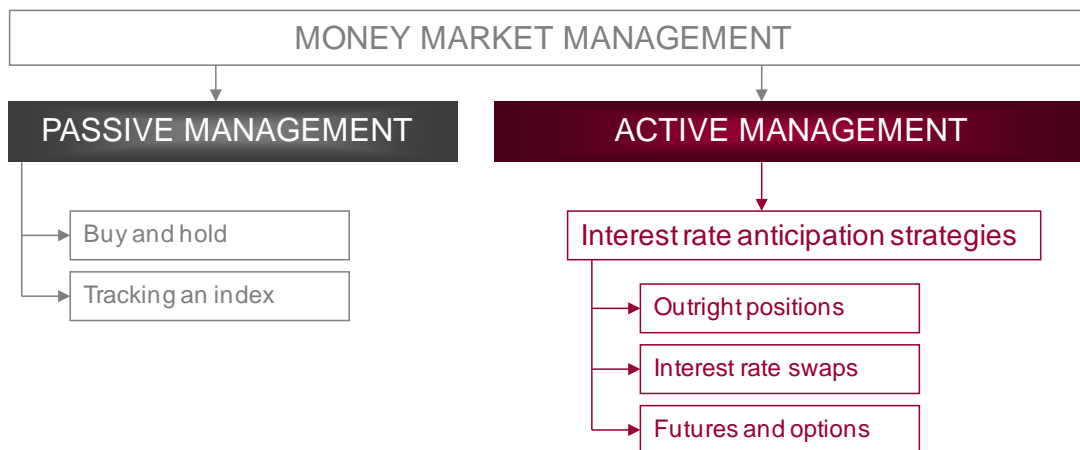 MONEY MARKET MANAGEMENT
PASSIVE MANAGEMENT
ACTIVE MANAGEMENT
Buy and hold
Tracking an index
Interest rate anticipation strategies
Outright positions
Interest rate swaps
Futures and options